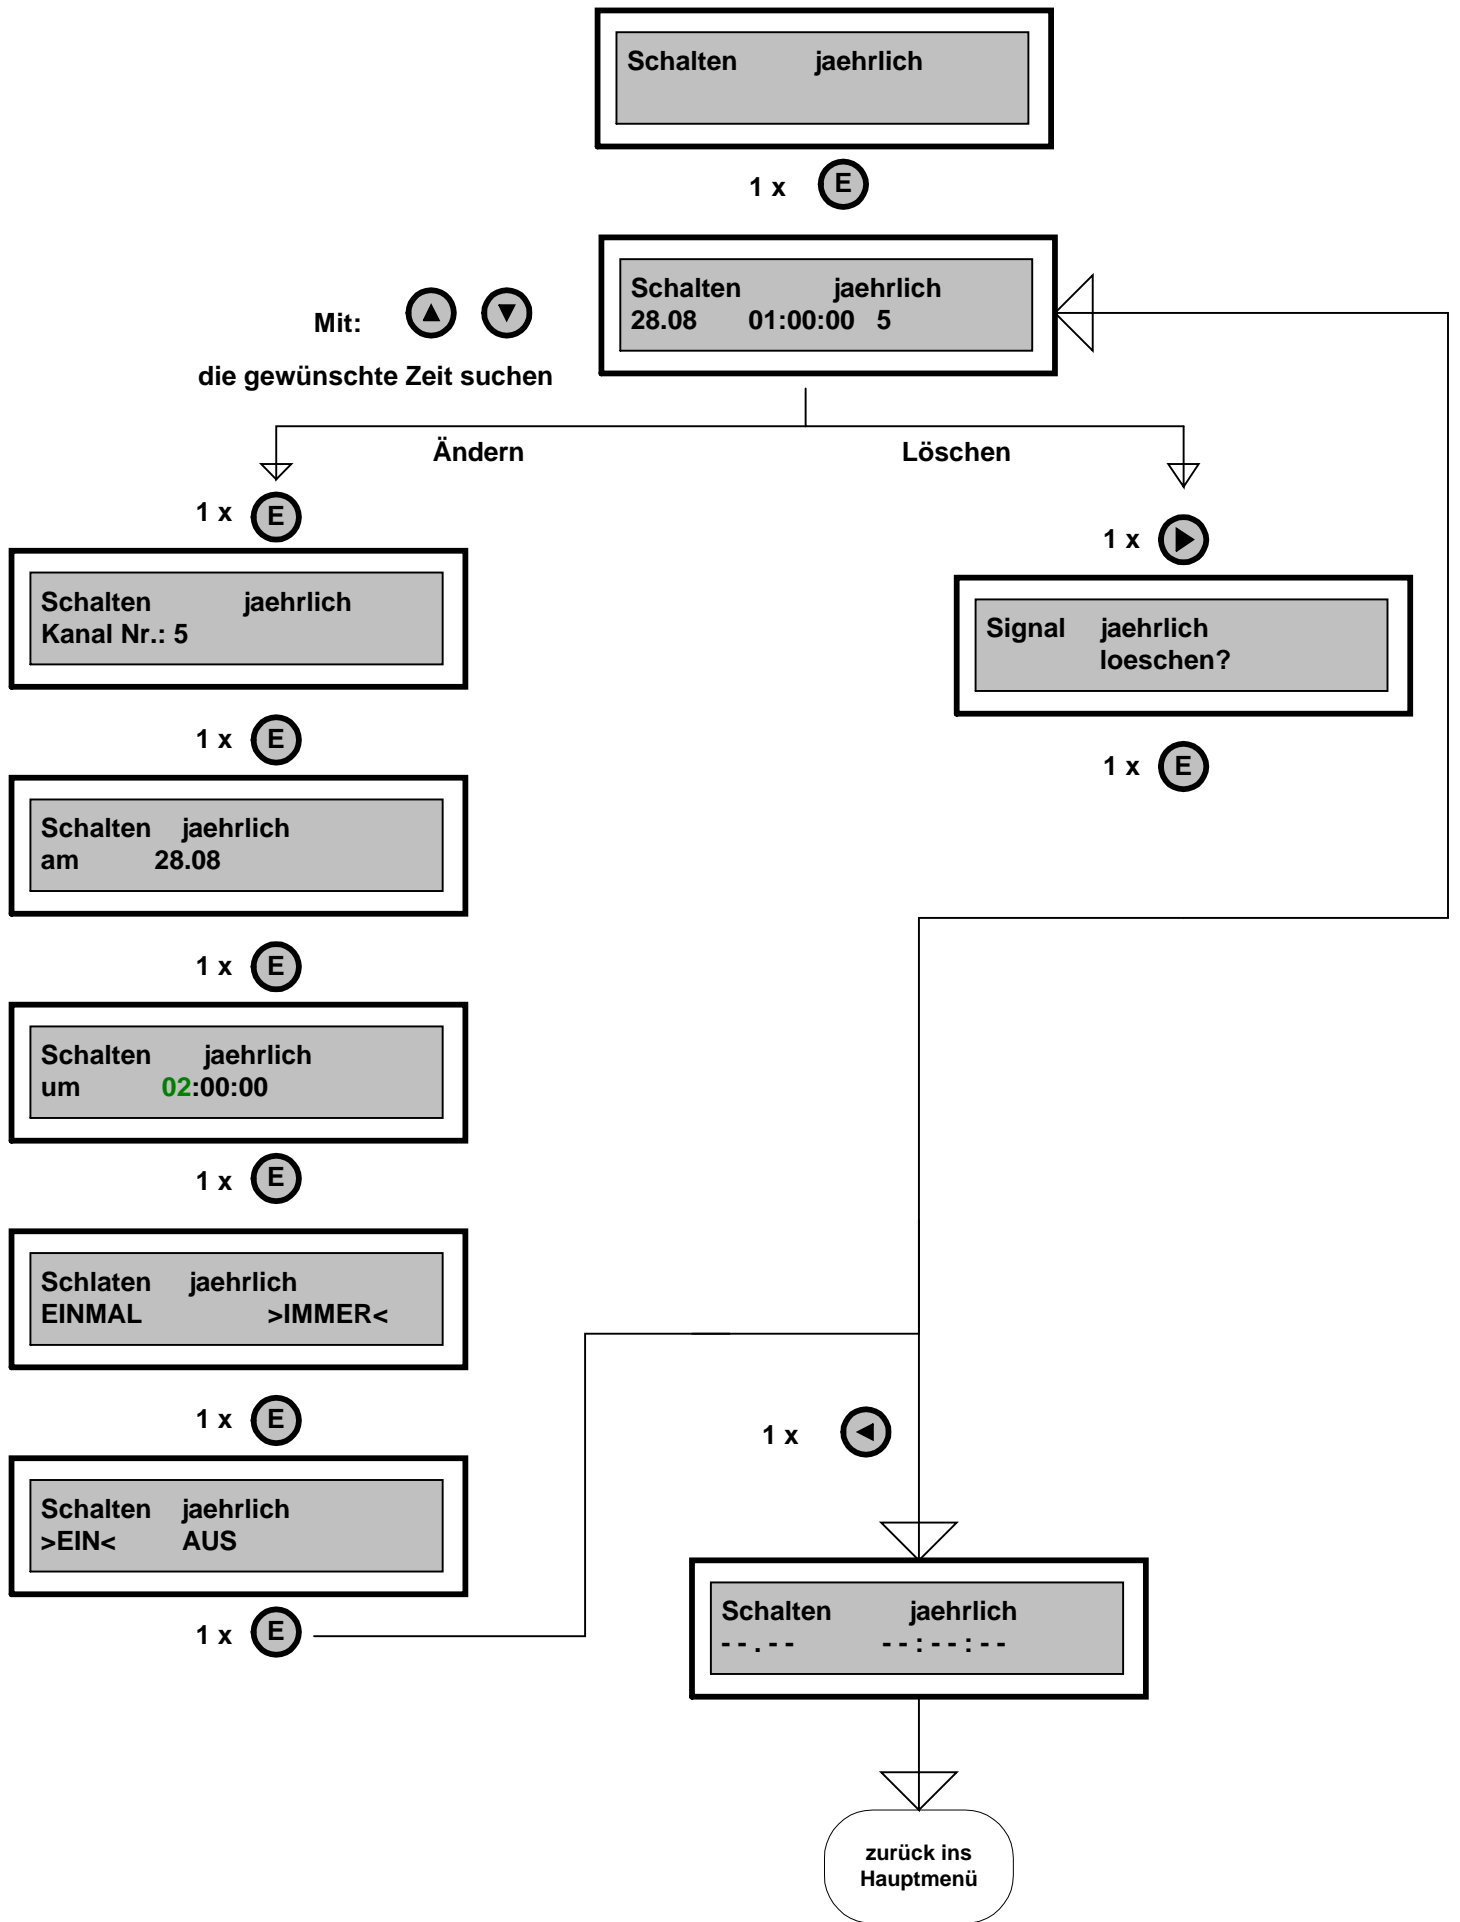 Schalten jaehrlich
1 x E
Schalten jaehrlich
28.08 01:00:00 5
Mit:
die gewünschte Zeit suchen
Ändern
Löschen
1 x E
Schalten jaehrlich
Kanal Nr.: 5
1 x E
Schalten jaehrlich
am 28.08
1 x E
Schalten jaehrlich
um 02:00:00
1 x E
Schlaten jaehrlich
EINMAL >IMMER<
1 x E
Schalten jaehrlich
>EIN< AUS
1 x E
1 x
Signal jaehrlich
loeschen?
1 x E
1 x
Schalten jaehrlich
--.-- --:--:--
zurück ins
Hauptmenü